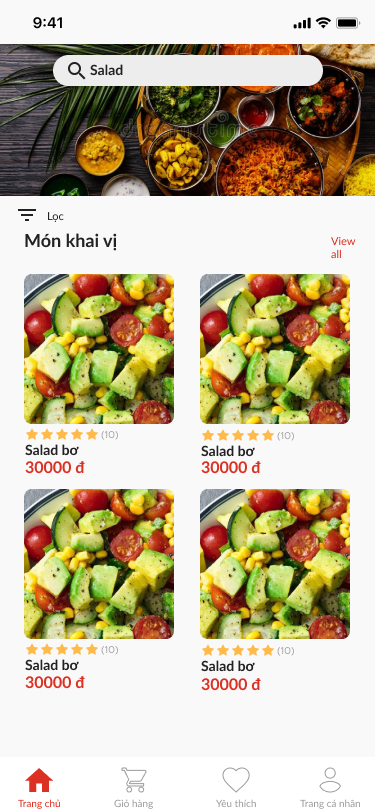 9:41
Salad
Lọc
Món khai vị
View
all
(10)
Salad bơ
30000 đ
(10)
Salad bơ
30000 đ
(10)
Salad bơ
30000 đ
(10)
Salad bơ
30000 đ
Trang chủ
Giỏ hàng
Yêu thích
Trang cá nhân